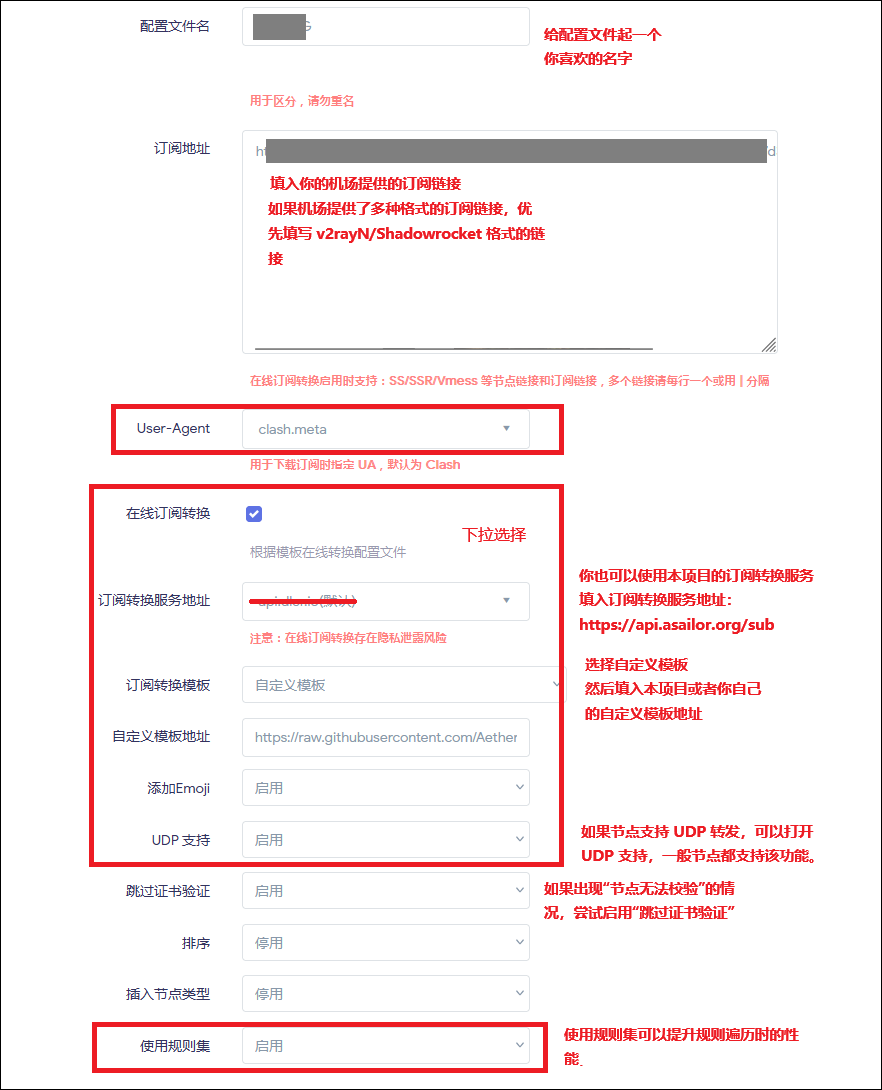 配置文件名
G
给配置文件起一个
你喜欢的名字
用于区分，请勿重名
订阅地址
ht
d
填入你的机场提供的订阅链接
如果机场提供了多种格式的订阅链接，优
先填写 v2rayN/Shadowrocket 格式的链
接
在线订阅转换启用时支持：SS/SSR/Vmess 等节点链接和订阅链接，多个链接请每行一个或用 | 分隔
User-Agent
clash.meta
用于下载订阅时指定 UA，默认为 Clash
在线订阅转换
下拉选择
根据模板在线转换配置文件
你也可以使用本项目的订阅转换服务
填入订阅转换服务地址：
https://api.asailor.org/sub
订阅转换服务地址
(默认)
注意：在线订阅转换存在隐私泄露风险
订阅转换模板
自定义模板
选择自定义模板
然后填入本项目或者你自己
的自定义模板地址
自定义模板地址
https://raw.githubusercontent.com/Aether
添加Emoji
启用
UDP 支持
启用
如果节点支持 UDP 转发，可以打开
UDP 支持，一般节点都支持该功能。
跳过证书验证
启用
如果出现“节点无法校验”的情
况，尝试启用“跳过证书验证”
排序
停用
插入节点类型
停用
使用规则集
启用
使用规则集可以提升规则遍历时的性
能。